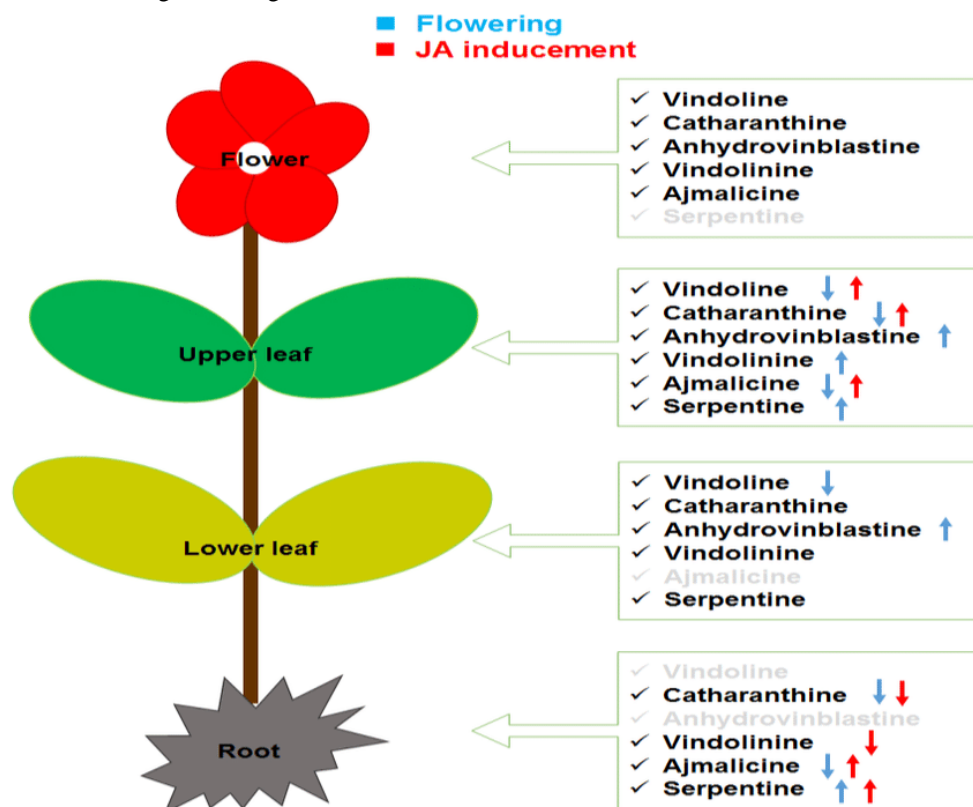 Flowering
JA inducement
Flower
✓ Vindoline
✓ Catharanthine
✓ Anhydrovinblastine
✓ Vindolinine
✓ Ajmalicine
✓ Serpentine
Upper leaf
✓ Vindoline ↓ ↑
✓ Catharanthine ↓ ↑
✓ Anhydrovinblastine ↑
✓ Vindolinine ↑
✓ Ajmalicine ↓ ↑
✓ Serpentine ↑
Lower leaf
✓ Vindoline ↓
✓ Catharanthine
✓ Anhydrovinblastine ↑
✓ Vindolinine
✓ Ajmalicine
✓ Serpentine
Root
✓ Vindoline
✓ Catharanthine ↓ ↓
✓ Anhydrovinblastine
✓ Vindolinine ↓
✓ Ajmalicine ↓ ↑
✓ Serpentine ↑ ↑